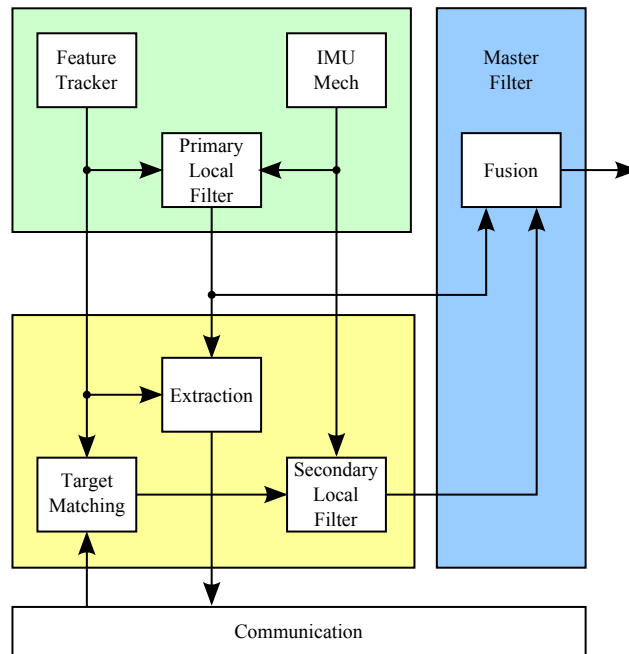 Feature
Tracker
IMU
Mech
Master
Filter
Primary
Local
Filter
Fusion
Extraction
Target
Matching
Secondary
Local
Filter
Communication